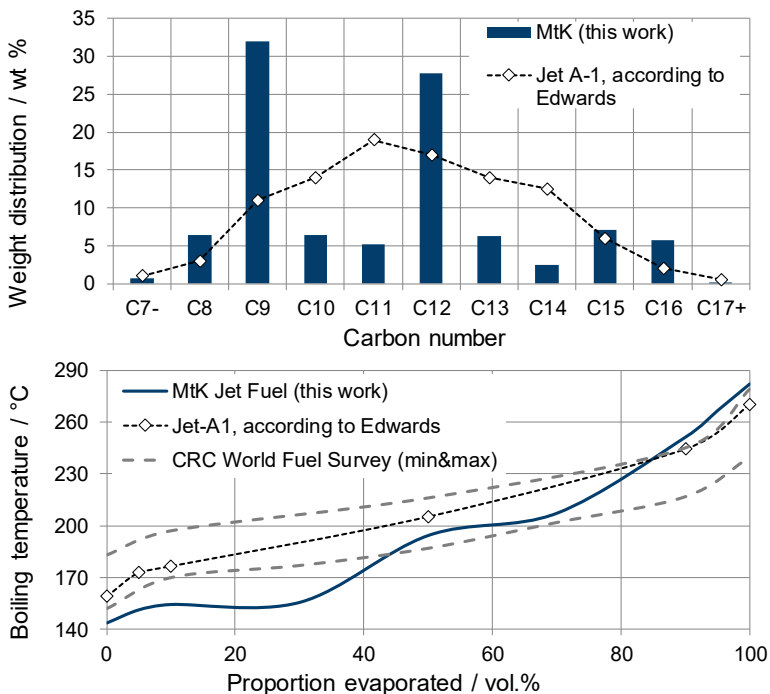 35
30
25
20
15
10
5
0
Weight distribution / wt %
MtK (this work)
Jet A-1, according to
Edwards
C7- C8 C9 C10 C11 C12 C13 C14 C15 C16 C17+
Carbon number
290
260
230
200
170
140
Boiling temperature / °C
MtK Jet Fuel (this work)
Jet-A1, according to Edwards
CRC World Fuel Survey (min&max)
0 20 40 60 80 100
Proportion evaporated / vol.%